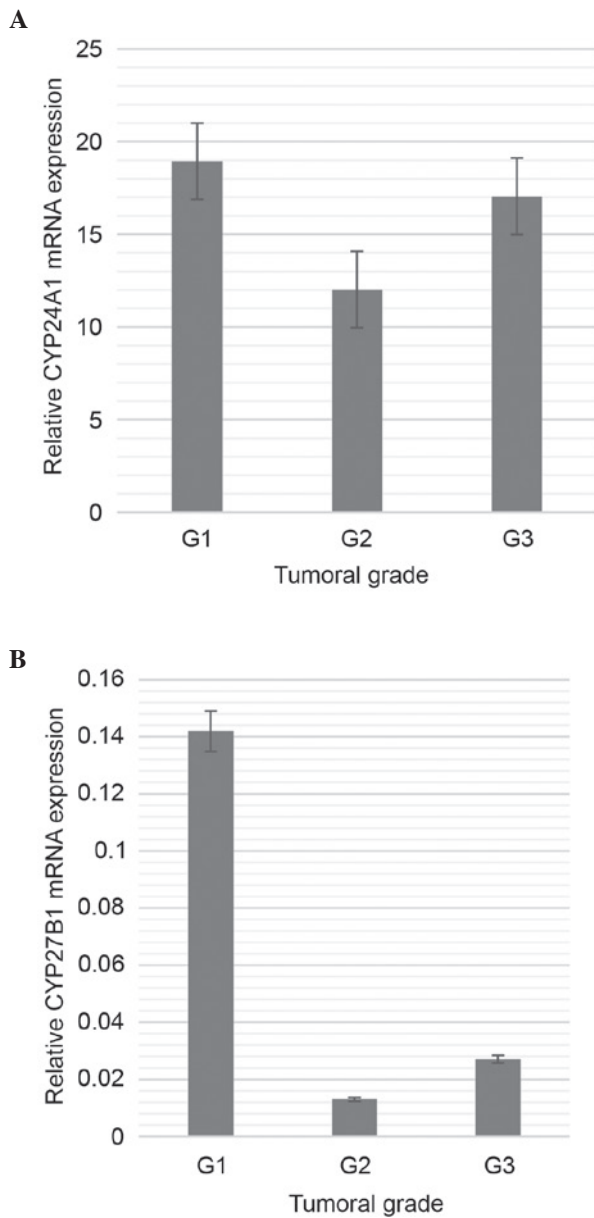 A
Relative CYP24A1 mRNA expression
25
20
15
10
5
0
G1 G2 G3
Tumoral grade
B
Relative CYP27B1 mRNA expression
0.16
0.14
0.12
0.1
0.08
0.06
0.04
0.02
0
G1 G2 G3
Tumoral grade